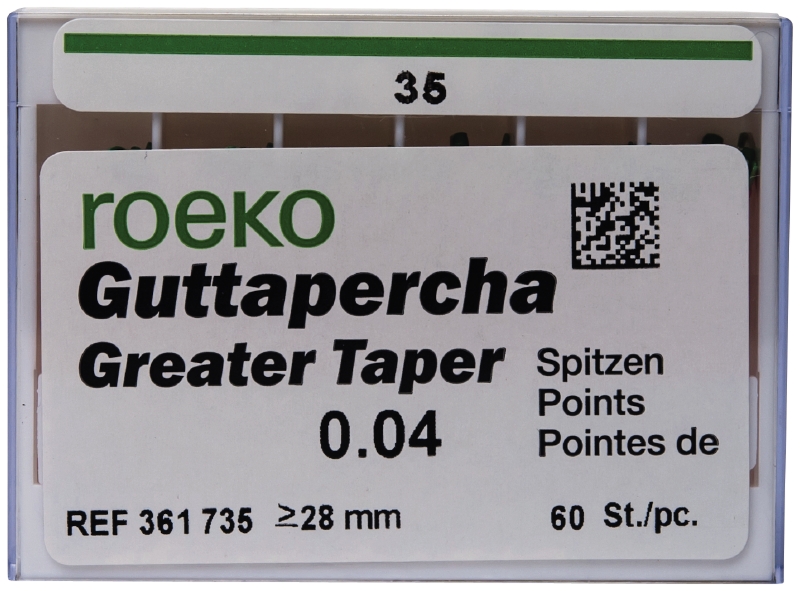 35
roeko
Guttapercha
Greater Taper
0.04
Spitzen
Points
Pointes de
REF 361 735 ≥28 mm 60 St./pc.